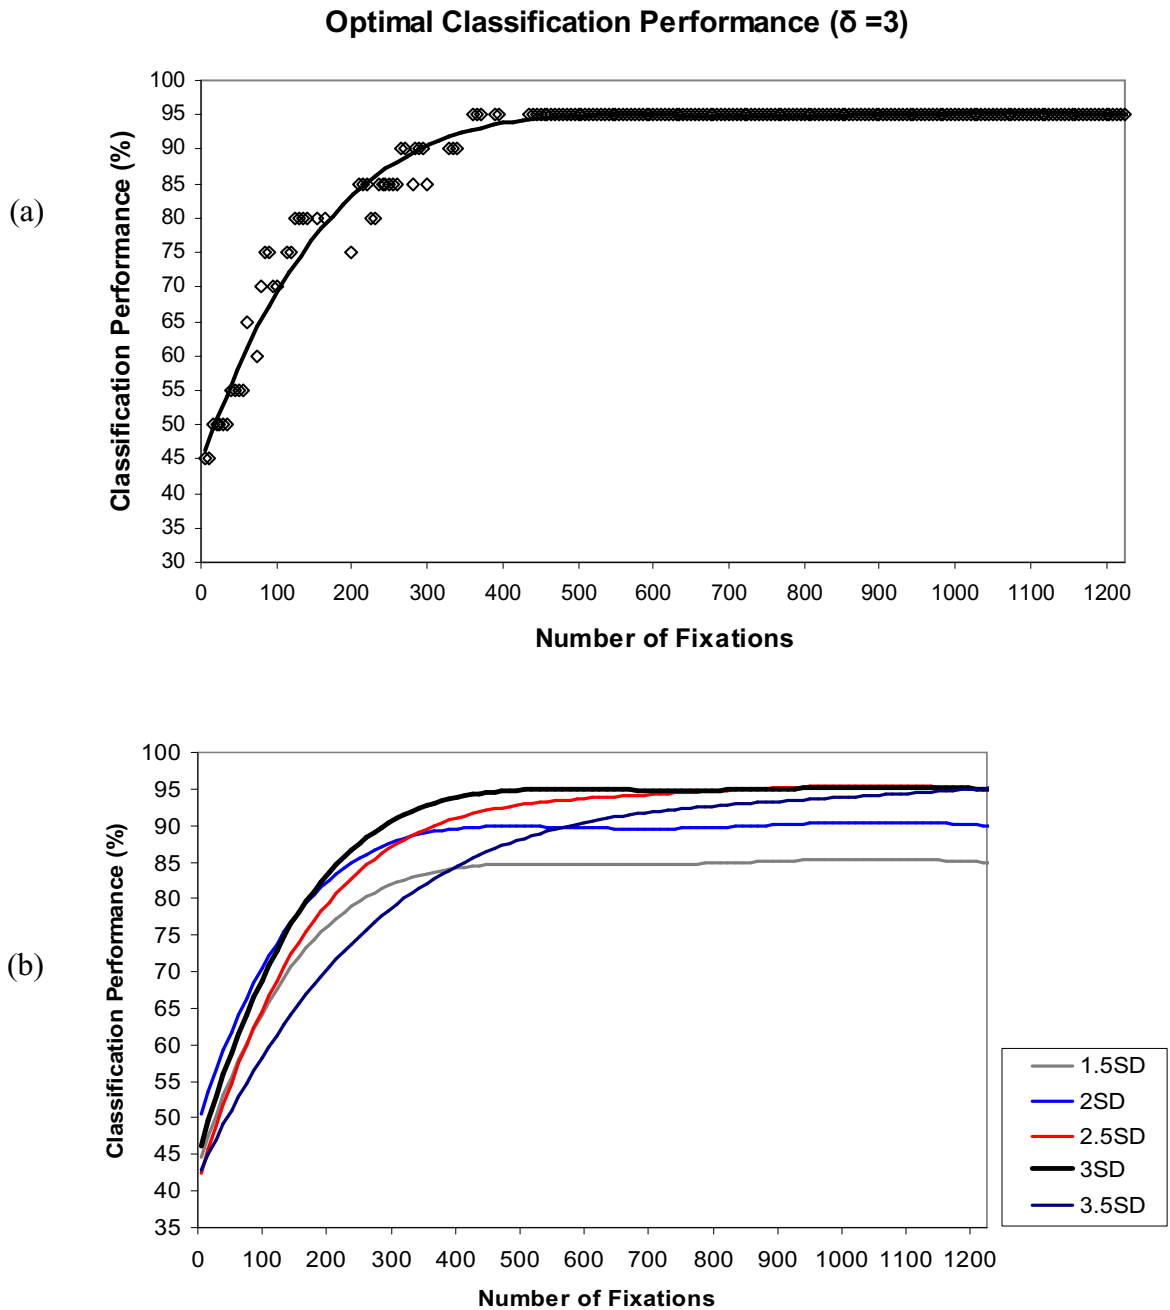 Optimal Classification Performance (δ =3)
(a)
Classification Performance (%)
100
95
90
85
80
75
70
65
60
55
50
45
40
35
30
0 100 200 300 400 500 600 700 800 900 1000 1100 1200
Number of Fixations
(b)
Classification Performance (%)
100
95
90
85
80
75
70
65
60
55
50
45
40
35
0 100 200 300 400 500 600 700 800 900 1000 1100 1200
Number of Fixations
1.5SD
2SD
2.5SD
3SD
3.5SD